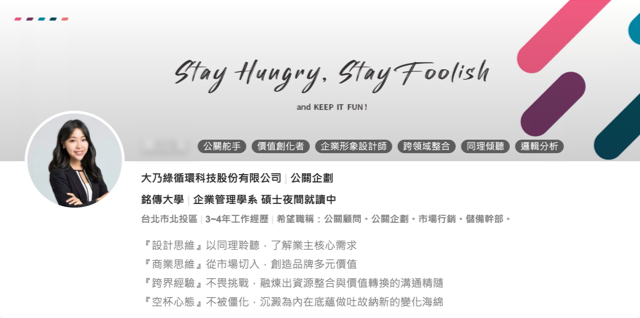 Stay Hungry, Stay Foolish
and KEEP IT FUN!
公關舵手 價值創化者 企業形象設計師 跨領域整合 同理傾聽 邏輯分析
大乃綠循環科技股份有限公司 | 公關企劃
銘傳大學 | 企業管理學系 碩士夜間就讀中
台北市北投區 | 3~4年工作經歷 | 希望職稱：公關顧問。公關企劃。市場行銷。儲備幹部。
『設計思維』以同理聆聽，了解業主核心需求
『商業思維』從市場切入，創造品牌多元價值
『跨界經驗』不畏挑戰，融煉出資源整合與價值轉換的溝通精隨
『空杯心態』不被僵化，沉澱為內在底蘊做吐故納新的變化海綿